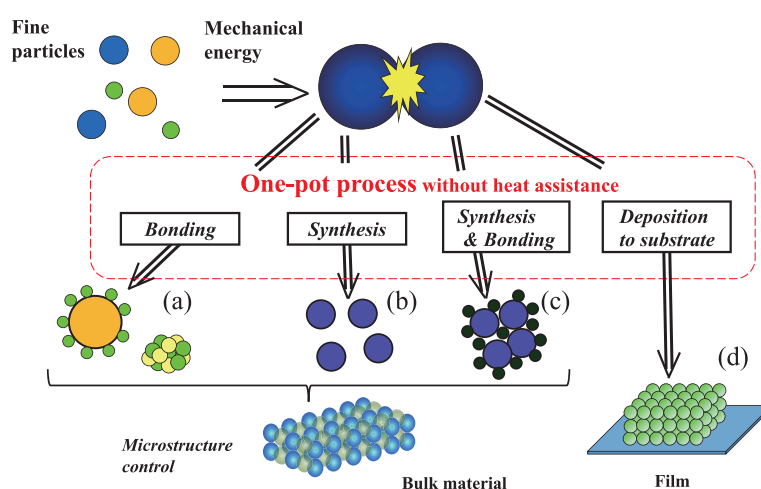 Fine
particles
Mechanical
energy
One-pot process without heat assistance
Bonding
Synthesis
Synthesis
& Bonding
Deposition
to substrate
(a)
(b)
(c)
(d)
Microstructure
control
Bulk material
Film